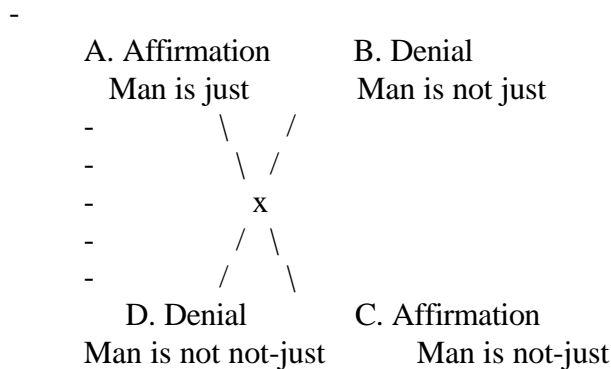 -
A. Affirmation B. Denial
Man is just Man is not just
- \ /
- \ /
- x
- / \
- / \
D. Denial C. Affirmation
Man is not not-just Man is not-just